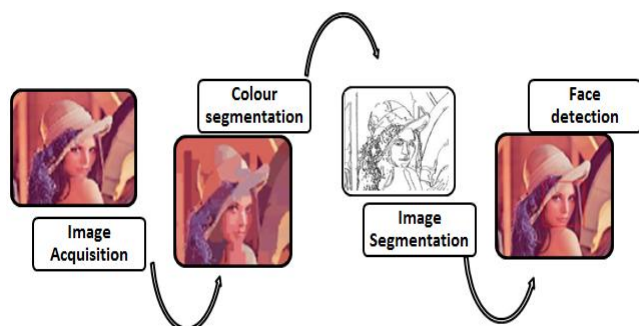 Image
Acquisition
Colour
segmentation
Image
Segmentation
Face
detection